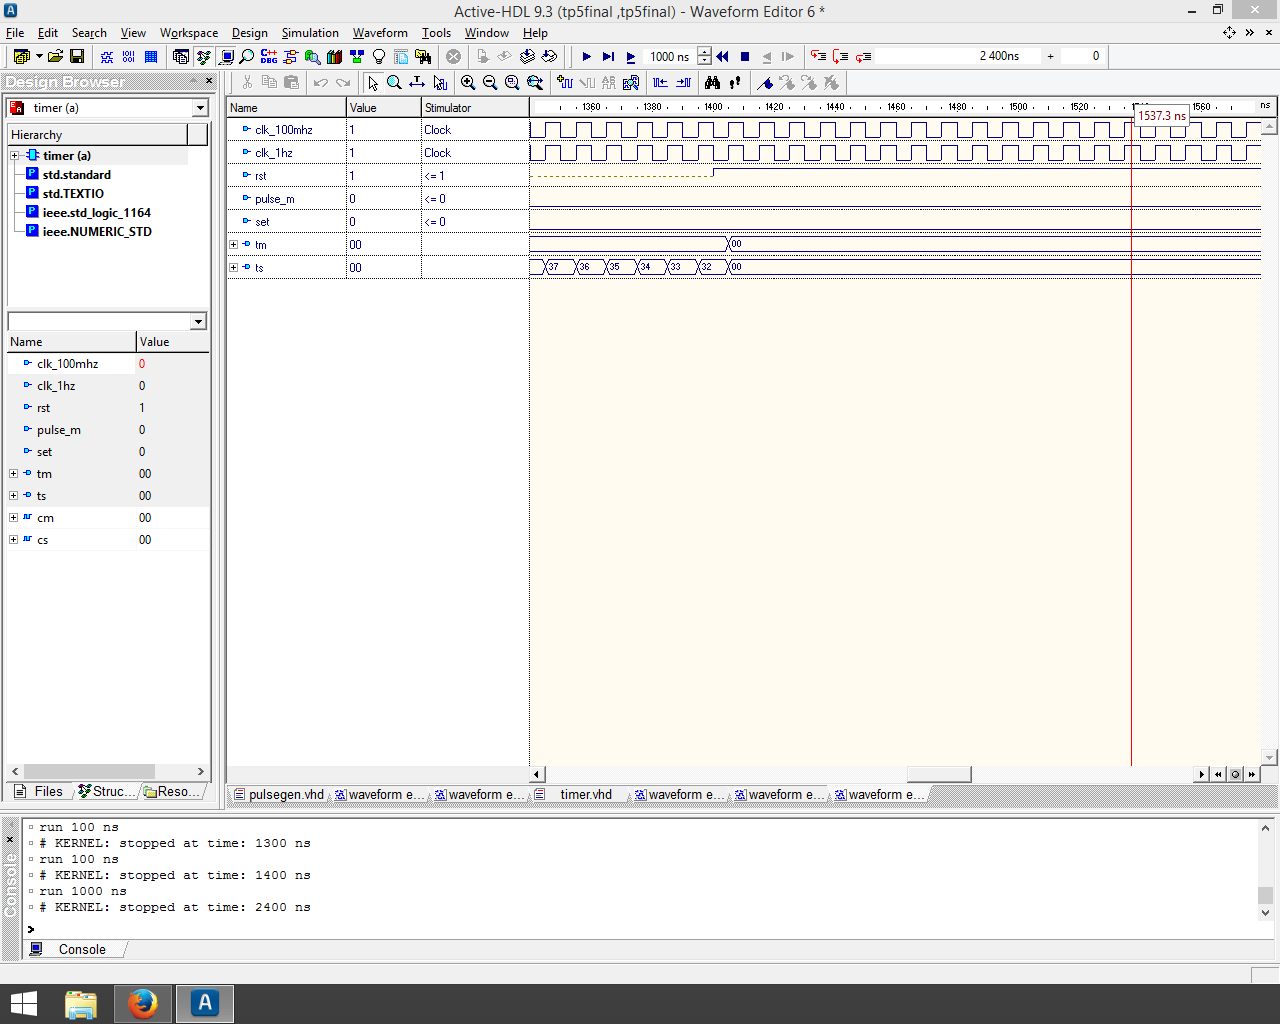 Active-HDL 9.3 (tp5final ,tp5final) - Waveform Editor 6 *
File Edit Search View Workspace Design Simulation Waveform Tools Window Help
1000 ns 2 400ns + 0
Design Browser
timer (a)
Hierarchy
timer (a)
std.standard
std.TEXTIO
ieee.std_logic_1164
ieee.NUMERIC_STD
Name Value
clk_100mhz 0
clk_1hz 0
rst 1
pulse_m 0
set 0
tm 00
ts 00
cm 00
cs 00
Files Struc... Reso...
Name Value Stimulator 1360 1380 1400 1420 1440 1460 1480 1500 1520 1560 ns
1537.3 ns
clk_100mhz 1 Clock
clk_1hz 1 Clock
rst 1 <= 1
pulse_m 0 <= 0
set 0 <= 0
tm 00 00
ts 00 37 36 35 34 33 32 00
pulsegen.vhd waveform e... waveform e... timer.vhd waveform e... waveform e... waveform e...
run 100 ns
# KERNEL: stopped at time: 1300 ns
run 100 ns
# KERNEL: stopped at time: 1400 ns
run 1000 ns
# KERNEL: stopped at time: 2400 ns
>
Console
Console